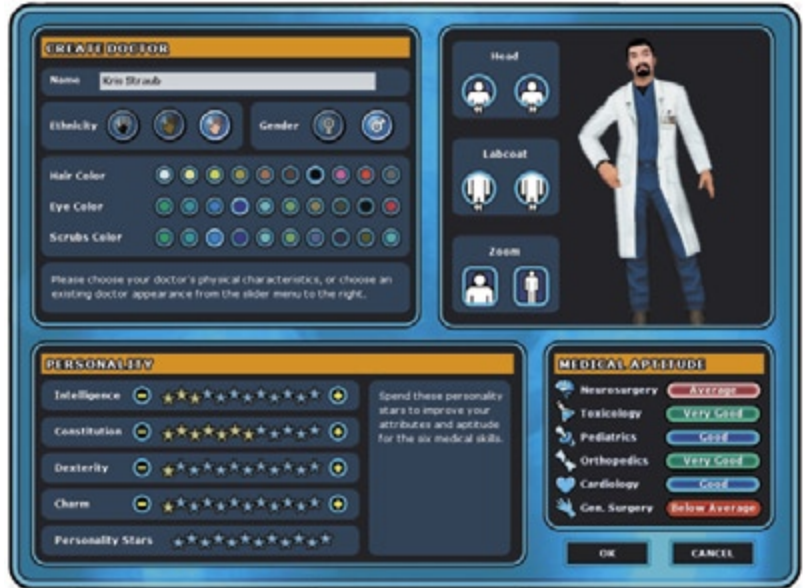 CREATE DOCTOR
Name Kris Straub
Ethnicity Gender
Hair Color
Eye Color
Scrubs Color
Please choose your doctor's physical characteristics, or choose an
existing doctor appearance from the slider menu to the right.
Head
Labcoat
Zoom
PERSONALITY
Intelligence
Constitution
Dexterity
Charm
Personality Stars
Spend these personality
stars to improve your
attributes and aptitude
for the six medical skills.
MEDICAL APTITUDE
Neurosurgery Average
Toxicology Very Good
Pediatrics Good
Orthopedics Very Good
Cardiology Good
Gen. Surgery Below Average
OK CANCEL